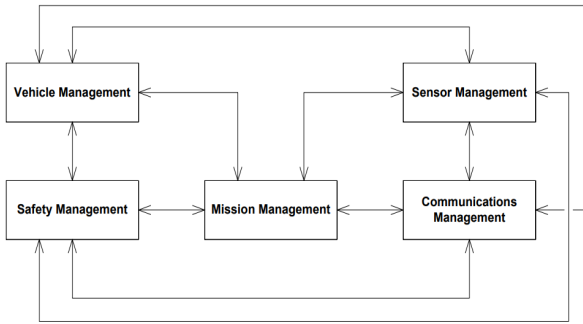 Vehicle Management
Sensor Management
Safety Management
Mission Management
Communications
Management